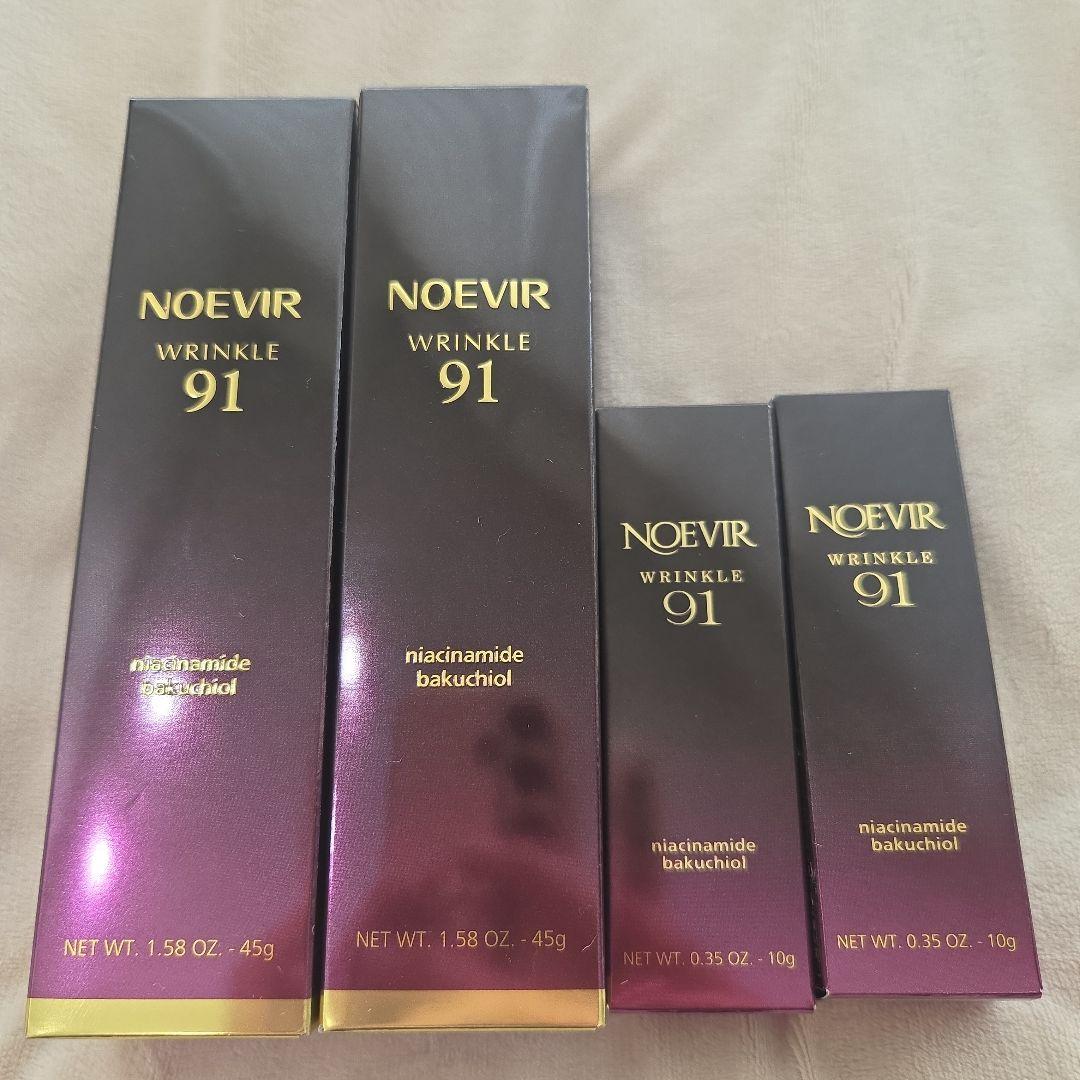 NOEVIR
WRINKLE
91
niacinamide
bakuchiol
NET WT. 1.58 OZ. - 45g
NOEVIR
WRINKLE
91
niacinamide
bakuchiol
NET WT. 1.58 OZ. - 45g
NOEVIR
WRINKLE
91
niacinamide
bakuchiol
NET WT. 0.35 OZ. - 10g
NOEVIR
WRINKLE
91
niacinamide
bakuchiol
NET WT. 0.35 OZ. - 10g